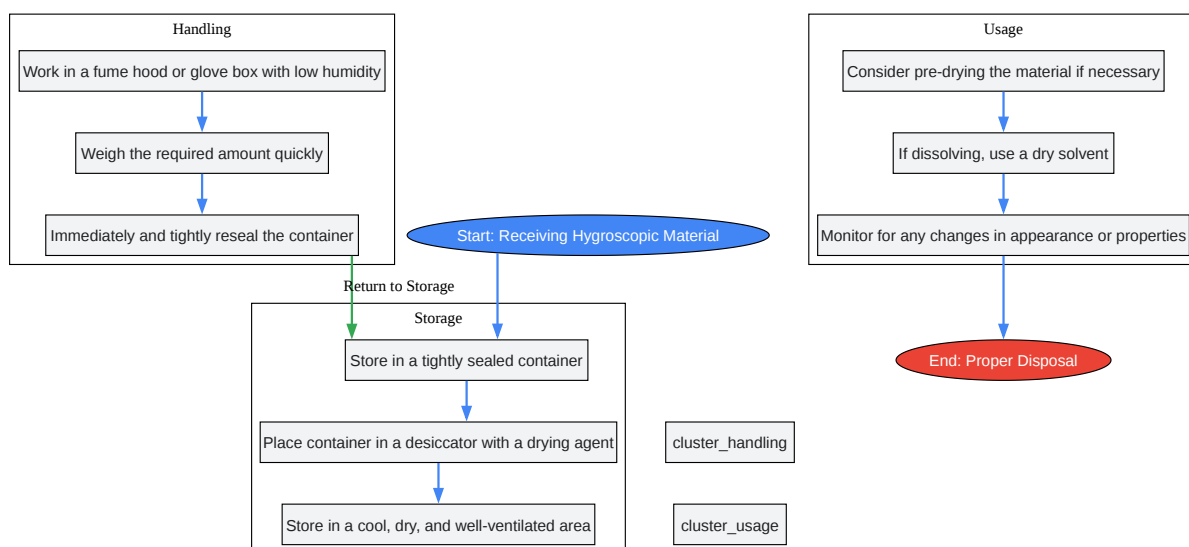 Handling
Work in a fume hood or glove box with low humidity
Weigh the required amount quickly
Immediately and tightly reseal the container
Usage
Consider pre-drying the material if necessary
If dissolving, use a dry solvent
Monitor for any changes in appearance or properties
Start: Receiving Hygroscopic Material
Return to Storage
Storage
Store in a tightly sealed container
Place container in a desiccator with a drying agent
Store in a cool, dry, and well-ventilated area
End: Proper Disposal
cluster_handling
cluster_usage